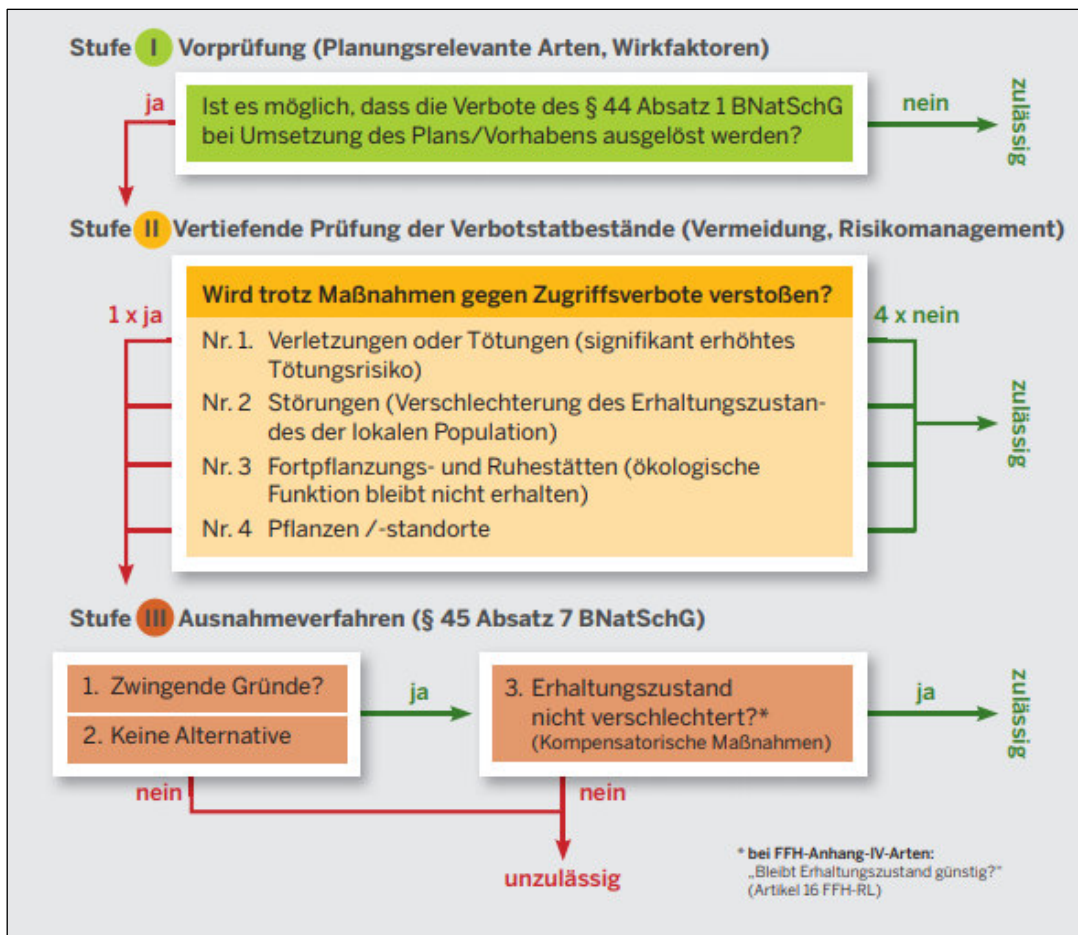 Stufe I Vorprüfung (Planungsrelevante Arten, Wirkfaktoren)
ja
Ist es möglich, dass die Verbote des § 44 Absatz 1 BNatSchG
bei Umsetzung des Plans/Vorhabens ausgelöst werden?
nein
zulässig
Stufe II Vertiefende Prüfung der Verbotstatbestände (Vermeidung, Risikomanagement)
Wird trotz Maßnahmen gegen Zugriffsverbote verstoßen?
1 x ja
4 x nein
Nr. 1. Verletzungen oder Tötungen (signifikant erhöhtes
Tötungsrisiko)
Nr. 2 Störungen (Verschlechterung des Erhaltungszustan-
des der lokalen Population)
Nr. 3 Fortpflanzungs- und Ruhestätten (ökologische
Funktion bleibt nicht erhalten)
Nr. 4 Pflanzen /-standorte
zulässig
Stufe III Ausnahmeverfahren (§ 45 Absatz 7 BNatSchG)
1. Zwingende Gründe?
2. Keine Alternative
ja
3. Erhaltungszustand
nicht verschlechtert?*
(Kompensatorische Maßnahmen)
ja
zulässig
nein
nein
unzulässig
* bei FFH-Anhang-IV-Arten:
„Bleibt Erhaltungszustand günstig?"
(Artikel 16 FFH-RL)